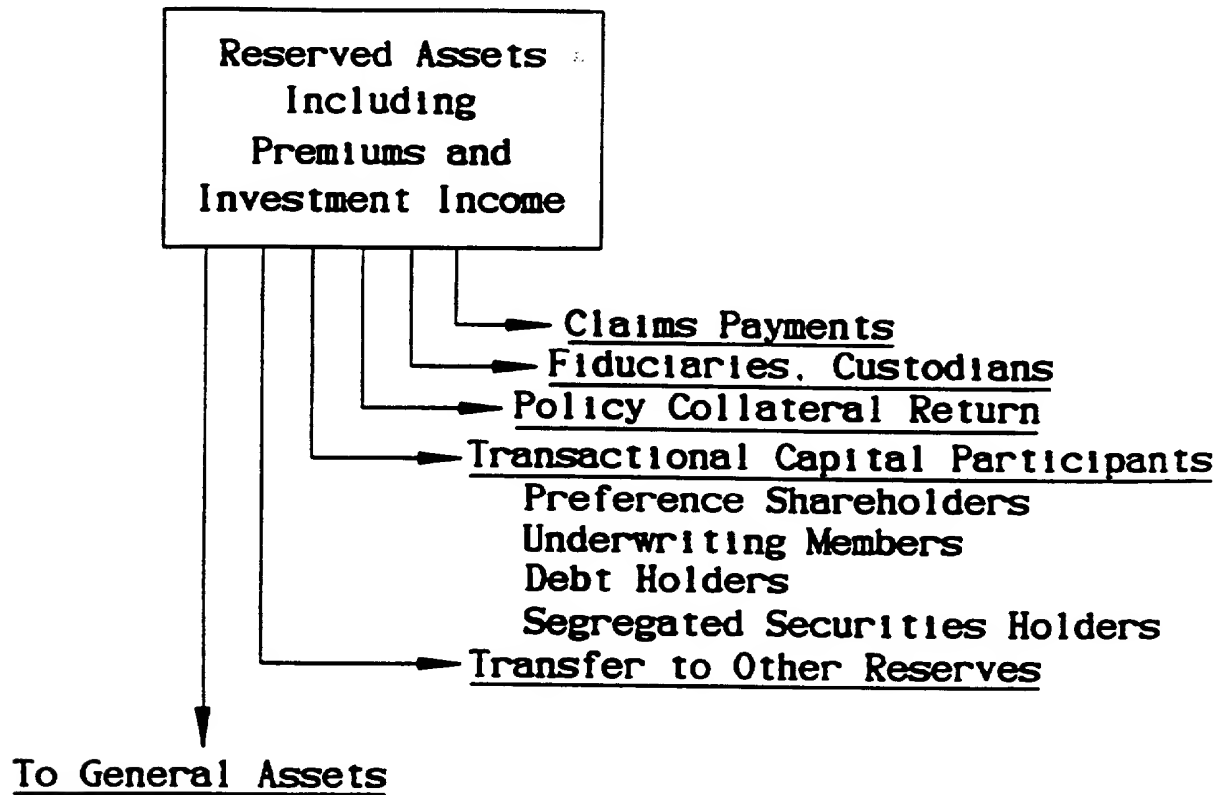 Reserved Assets
Including
Premiums and
Investment Income
Claims Payments
Fiduciaries. Custodians
Policy Collateral Return
Transactional Capital Participants
Preference Shareholders
Underwriting Members
Debt Holders
Segregated Securities Holders
Transfer to Other Reserves
To General Assets